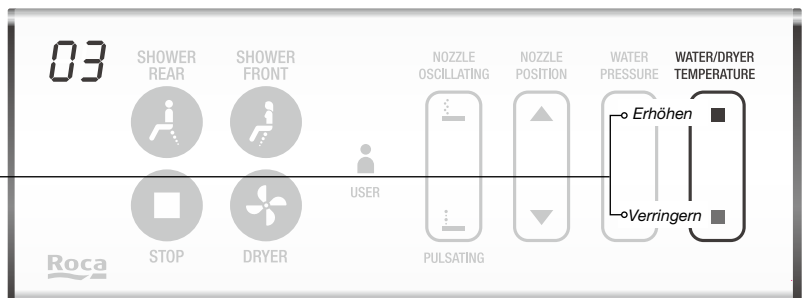 03
SHOWER
REAR
SHOWER
FRONT
NOZZLE
OSCILLATING
NOZZLE
POSITION
WATER
PRESSURE
WATER/DRYER
TEMPERATURE
Erhöhen
USER
Verringern
STOP
DRYER
PULSATING
Roca